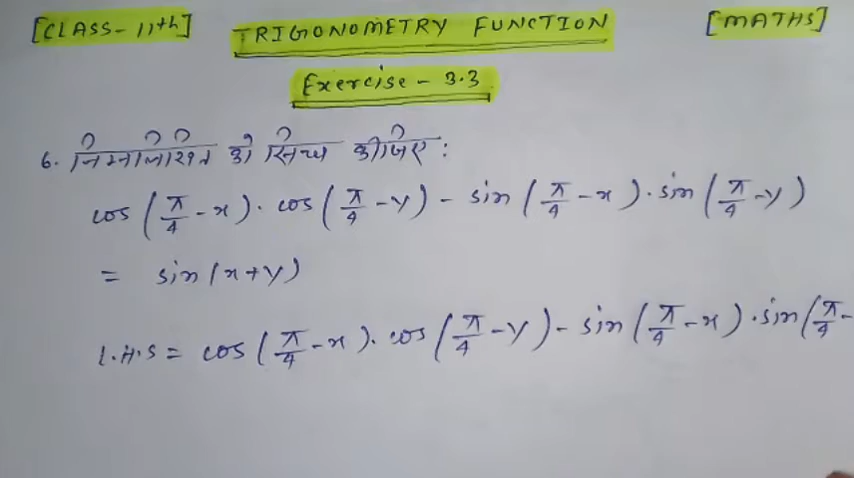 [CLASS-11th] TRIGONOMETRY FUNCTION [MATHS]
Exercise - 3.3
6. निम्नलिखित को सिध्द कीजिए :
cos(π/4 - x). cos(π/4 - y) - sin(π/4 - x).sin(π/4 - y)
= sin(x+y)
L.H.S = cos(π/4 - x). cos(π/4 - y) - sin(π/4 - x).sin(π/4 -